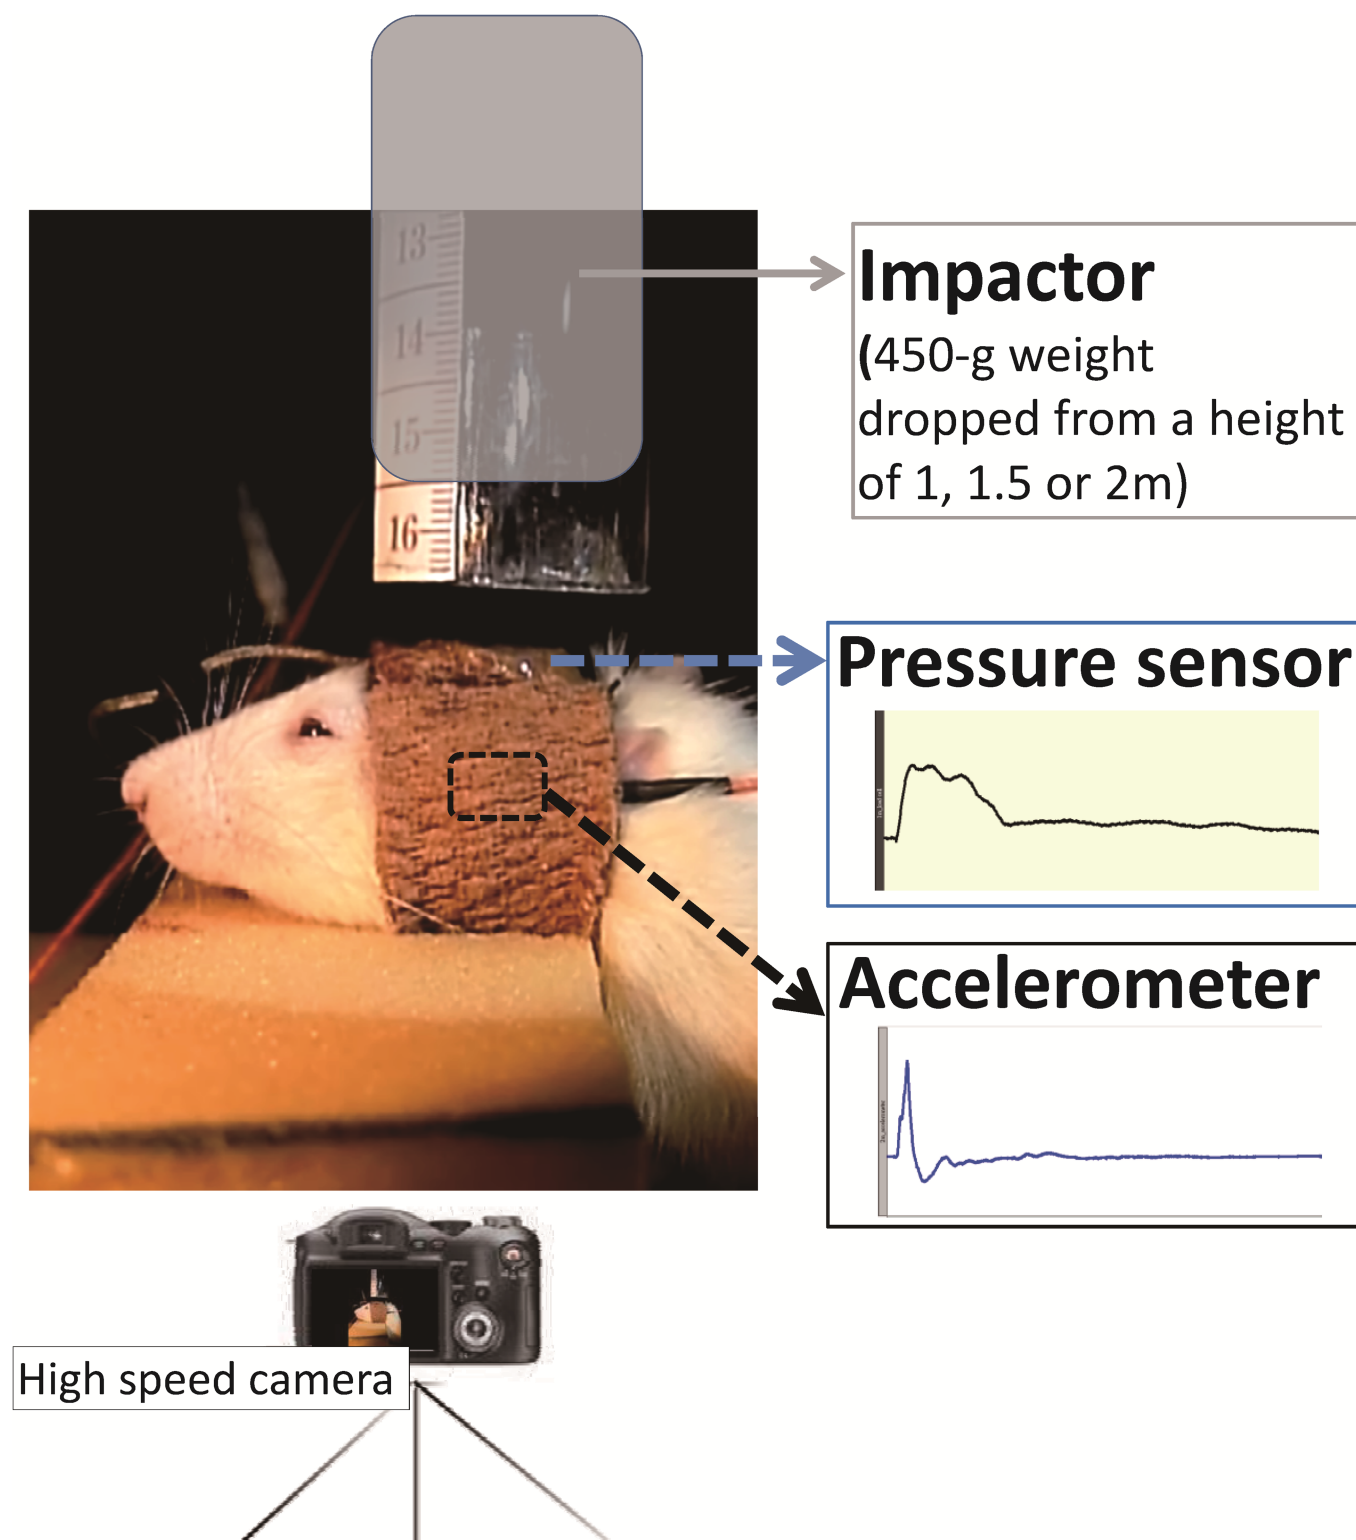 13
14
15
16
Impactor
(450-g weight
dropped from a height
of 1, 1.5 or 2m)
Pressure sensor
Accelerometer
High speed camera